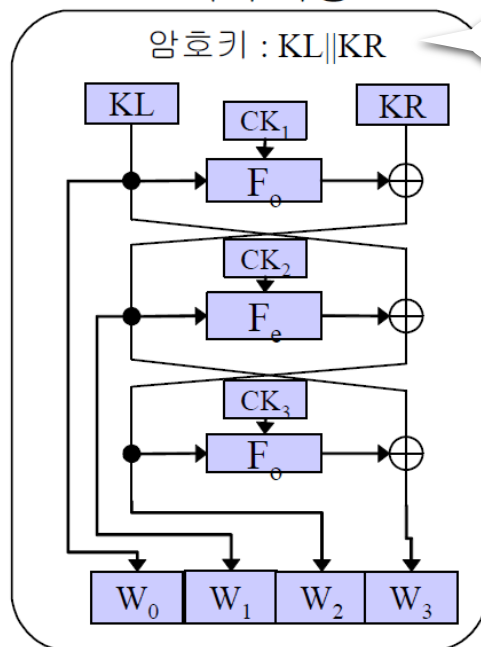 암호키 : KL||KR
KL
CK₁
KR
Fₒ
CK₂
Fₑ
CK₃
Fₒ
W₀ W₁ W₂ W₃